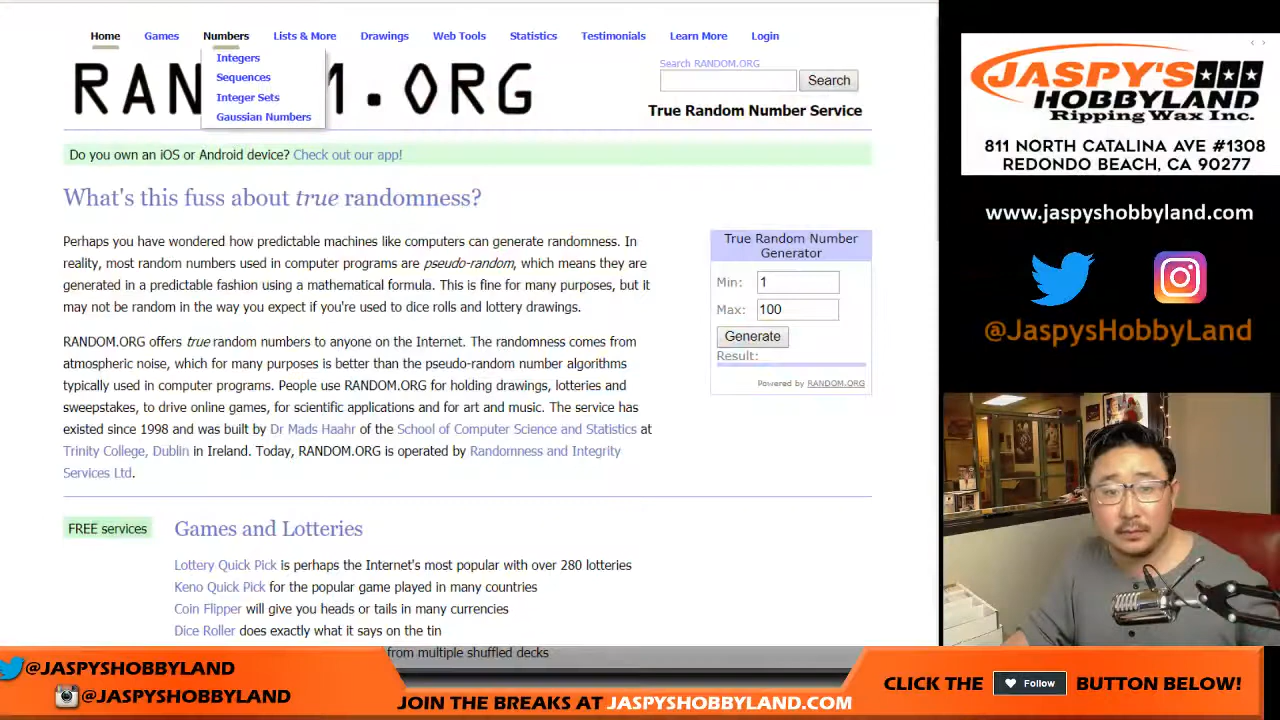 Home Games Numbers Lists & More Drawings Web Tools Statistics Testimonials Learn More Login
Integers
Sequences
Integer Sets
Gaussian Numbers
RAN M.ORG
Search RANDOM.ORG
Search
True Random Number Service
Do you own an iOS or Android device? Check out our app!
What's this fuss about true randomness?
Perhaps you have wondered how predictable machines like computers can generate randomness. In
reality, most random numbers used in computer programs are pseudo-random, which means they are
generated in a predictable fashion using a mathematical formula. This is fine for many purposes, but it
may not be random in the way you expect if you're used to dice rolls and lottery drawings.
RANDOM.ORG offers true random numbers to anyone on the Internet. The randomness comes from
atmospheric noise, which for many purposes is better than the pseudo-random number algorithms
typically used in computer programs. People use RANDOM.ORG for holding drawings, lotteries and
sweepstakes, to drive online games, for scientific applications and for art and music. The service has
existed since 1998 and was built by Dr Mads Haahr of the School of Computer Science and Statistics at
Trinity College, Dublin in Ireland. Today, RANDOM.ORG is operated by Randomness and Integrity
Services Ltd.
True Random Number
Generator
Min: 1
Max: 100
Generate
Result:
Powered by RANDOM.ORG
FREE services
Games and Lotteries
Lottery Quick Pick is perhaps the Internet's most popular with over 280 lotteries
Keno Quick Pick for the popular game played in many countries
Coin Flipper will give you heads or tails in many currencies
Dice Roller does exactly what it says on the tin
from multiple shuffled decks
JASPY'S
HOBBYLAND
Ripping Wax Inc.
811 NORTH CATALINA AVE #1308
REDONDO BEACH, CA 90277
www.jaspyshobbyland.com
@JaspysHobbyLand
@JASPYSHOBBYLAND
@JASPYSHOBBYLAND
JOIN THE BREAKS AT JASPYSHOBBYLAND.COM
CLICK THE Follow BUTTON BELOW!